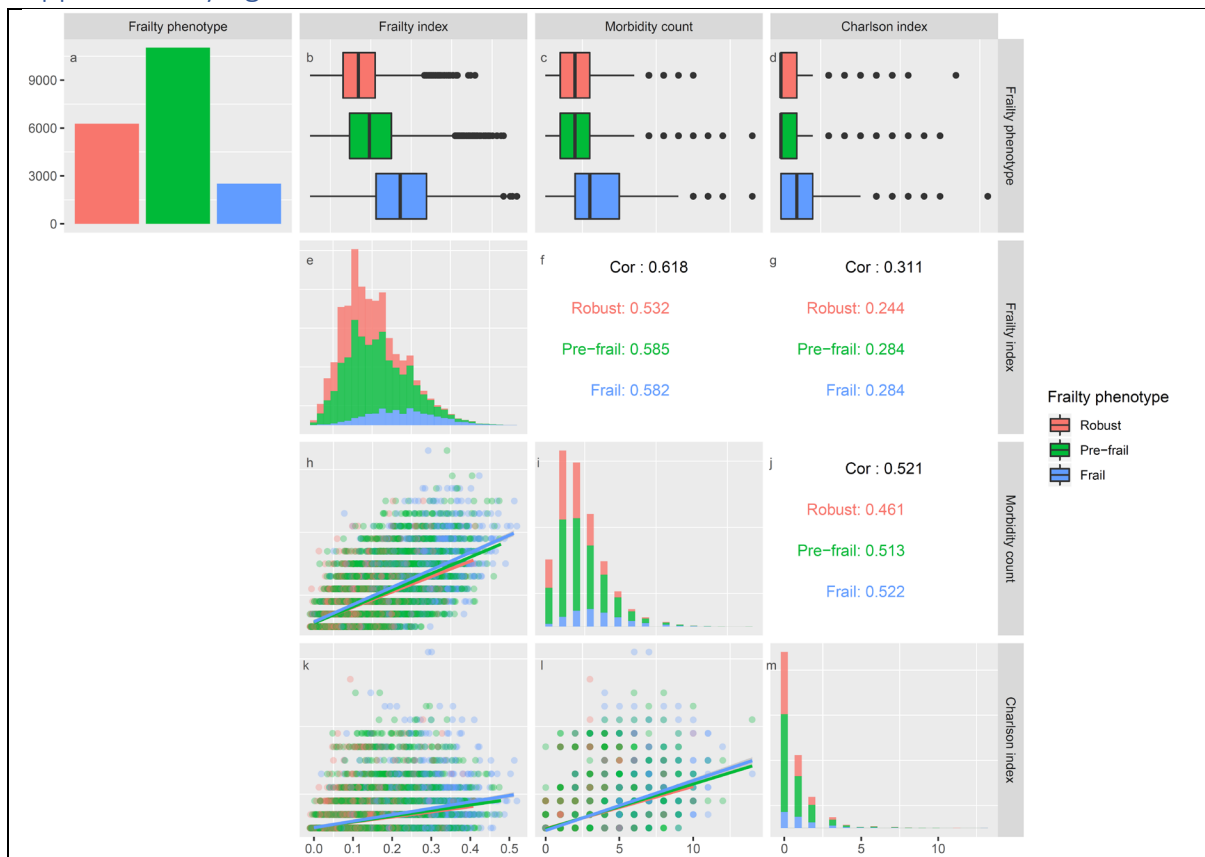 Frailty phenotype
Frailty index
Morbidity count
Charlson index
a
b
c
d
9000
6000
3000
0
Frailty phenotype
e
f
Cor : 0.618
Robust: 0.532
Pre−frail: 0.585
Frail: 0.582
g
Cor : 0.311
Robust: 0.244
Pre−frail: 0.284
Frail: 0.284
Frailty index
Frailty phenotype
Robust
Pre−frail
Frail
h
i
j
Cor : 0.521
Robust: 0.461
Pre−frail: 0.513
Frail: 0.522
Morbidity count
k
l
m
Charlson index
0.0 0.1 0.2 0.3 0.4 0.5
0 5 10
0 5 10